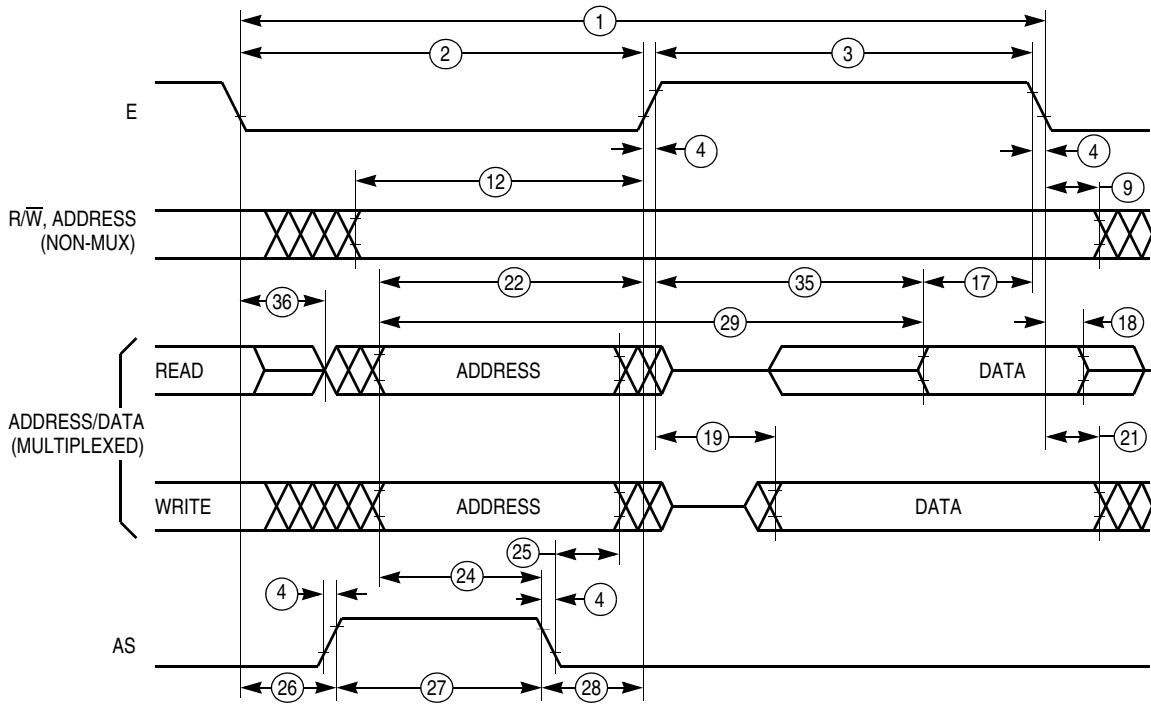 1
2
3
E
4
4
12
9
R/W̅, ADDRESS
(NON-MUX)
22
35
17
36
29
18
READ
ADDRESS
DATA
ADDRESS/DATA
(MULTIPLEXED)
19
21
WRITE
ADDRESS
DATA
25
24
4
4
AS
26
27
28